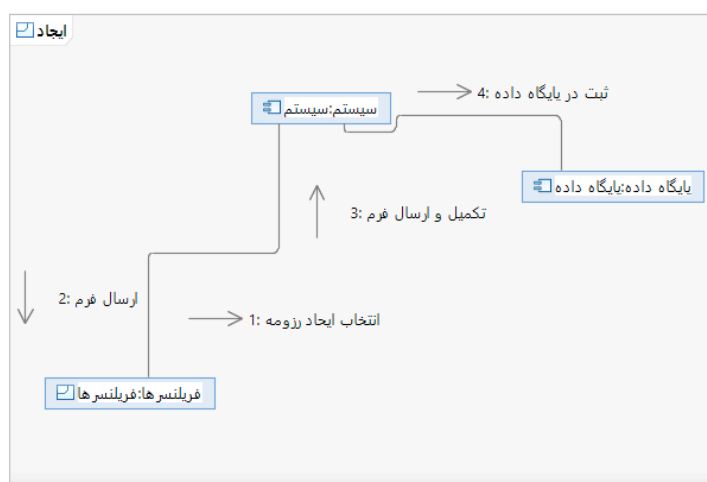 ایجاد
4: ثبت در پایگاه داده
سیستم:سیستم
پایگاه داده:پایگاه داده
3: تکمیل و ارسال فرم
2: ارسال فرم
1: انتخاب ایجاد رزومه
فریلنسرها:فریلنسرها